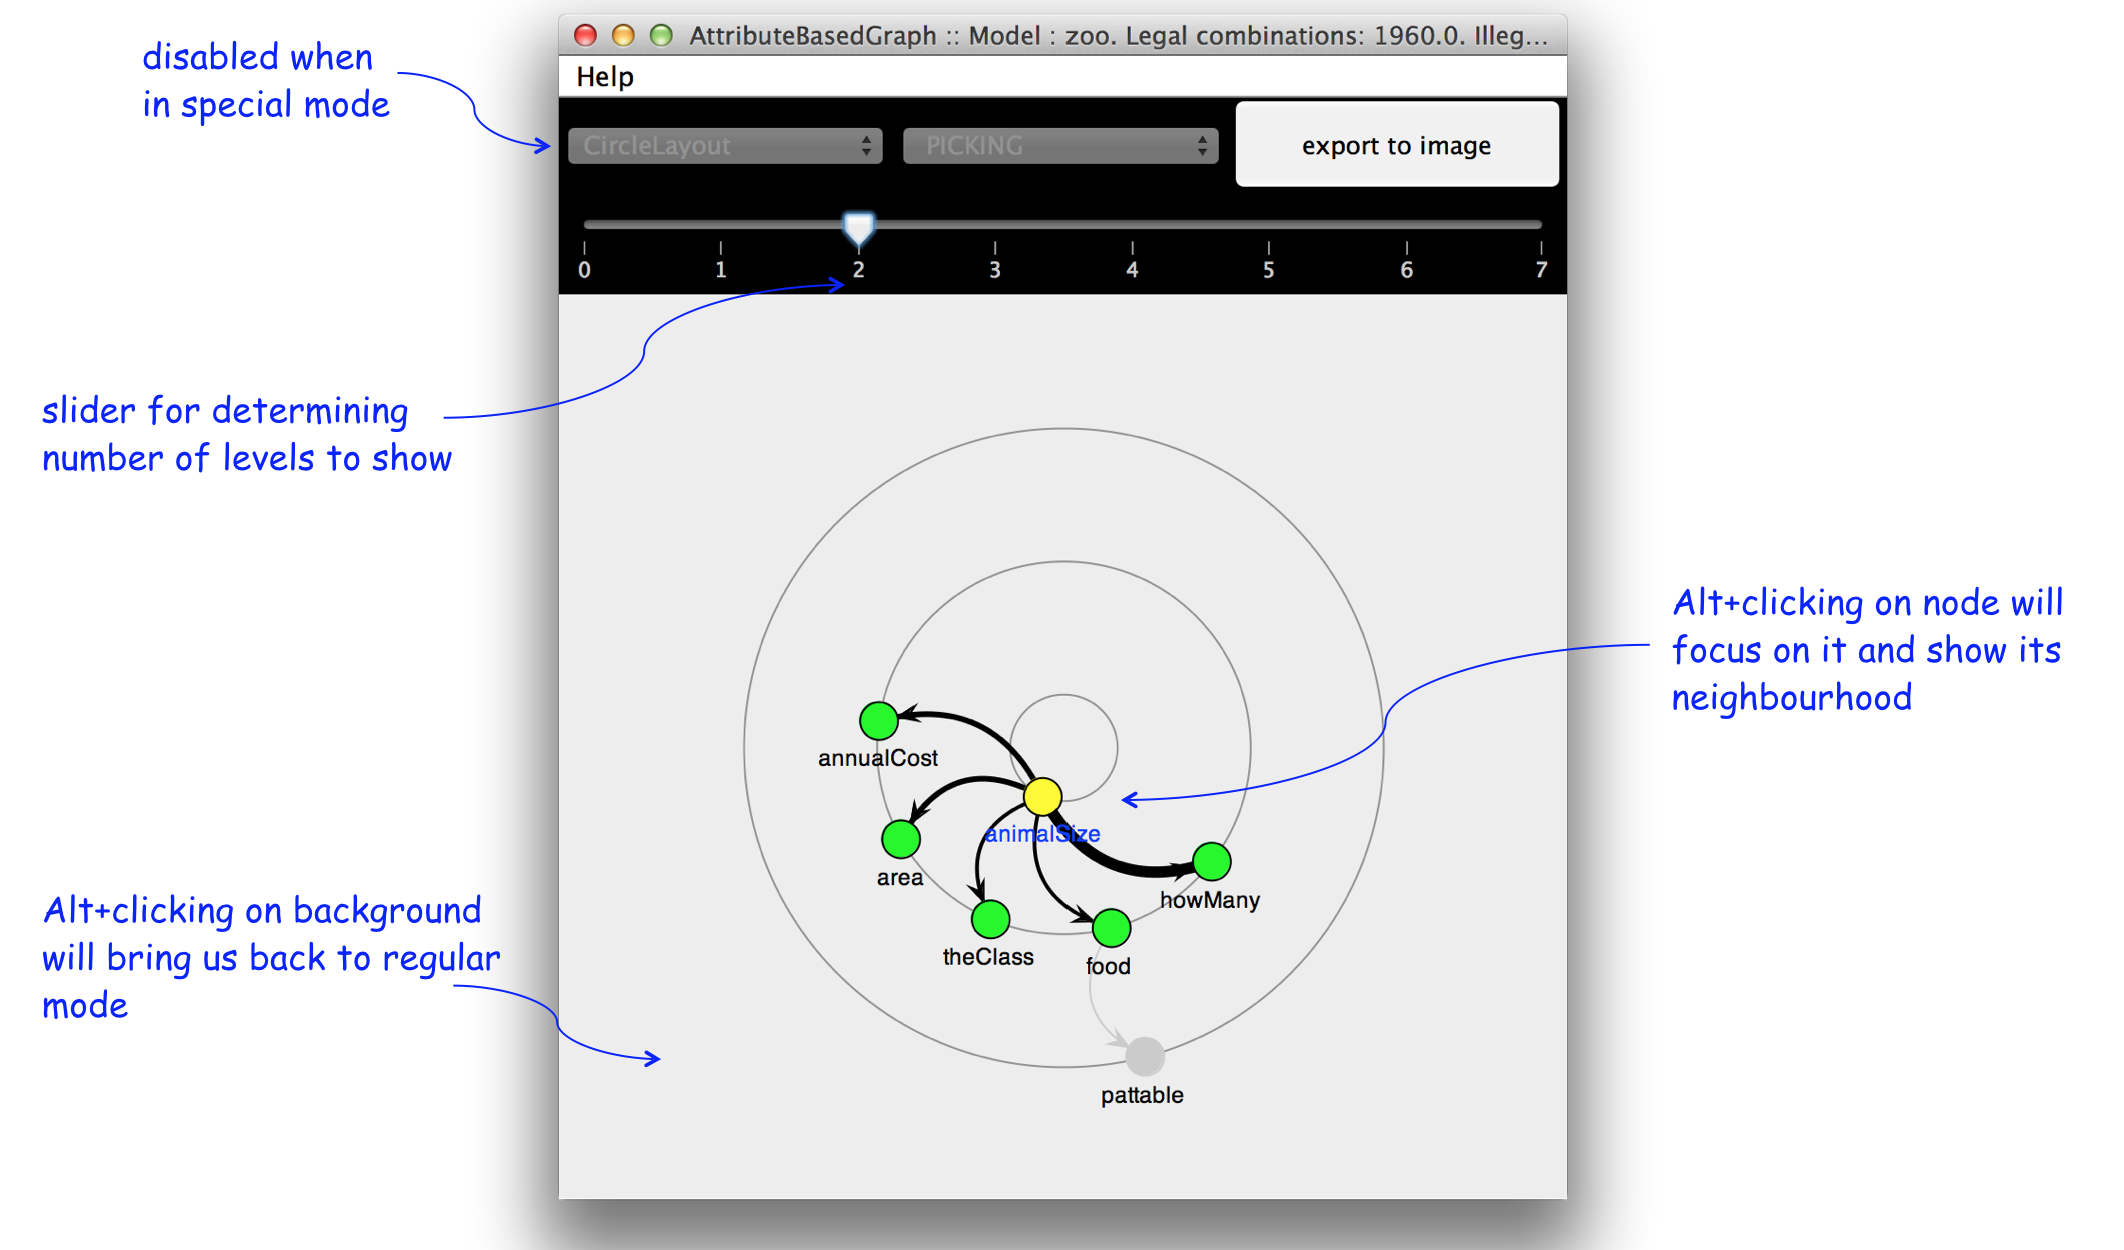 AttributeBasedGraph :: Model : zoo. Legal combinations: 1960.0. Illeg...
Help
disabled when
in special mode
CircleLayout
PICKING
export to image
0 1 2 3 4 5 6 7
slider for determining
number of levels to show
Alt+clicking on node will
focus on it and show its
neighbourhood
annualCost
animalSize
area
howMany
theClass
food
Alt+clicking on background
will bring us back to regular
mode
pattable